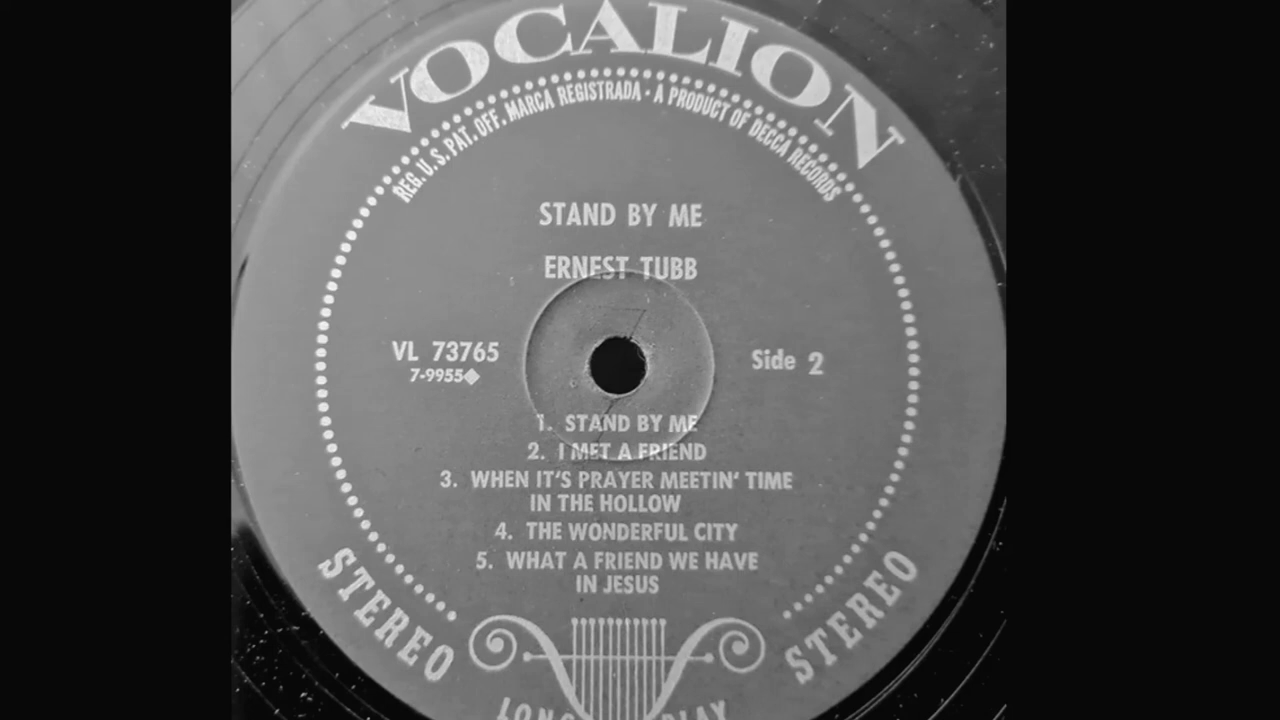 VOCALION
REG. U.S. PAT. OFF. MARCA REGISTRADA · A PRODUCT OF DECCA RECORDS
STAND BY ME
ERNEST TUBB
VL 73765
7-9955◆
Side 2
1. STAND BY ME
2. I MET A FRIEND
3. WHEN IT'S PRAYER MEETIN' TIME
IN THE HOLLOW
4. THE WONDERFUL CITY
5. WHAT A FRIEND WE HAVE
IN JESUS
STEREO
STEREO
LONG PLAY